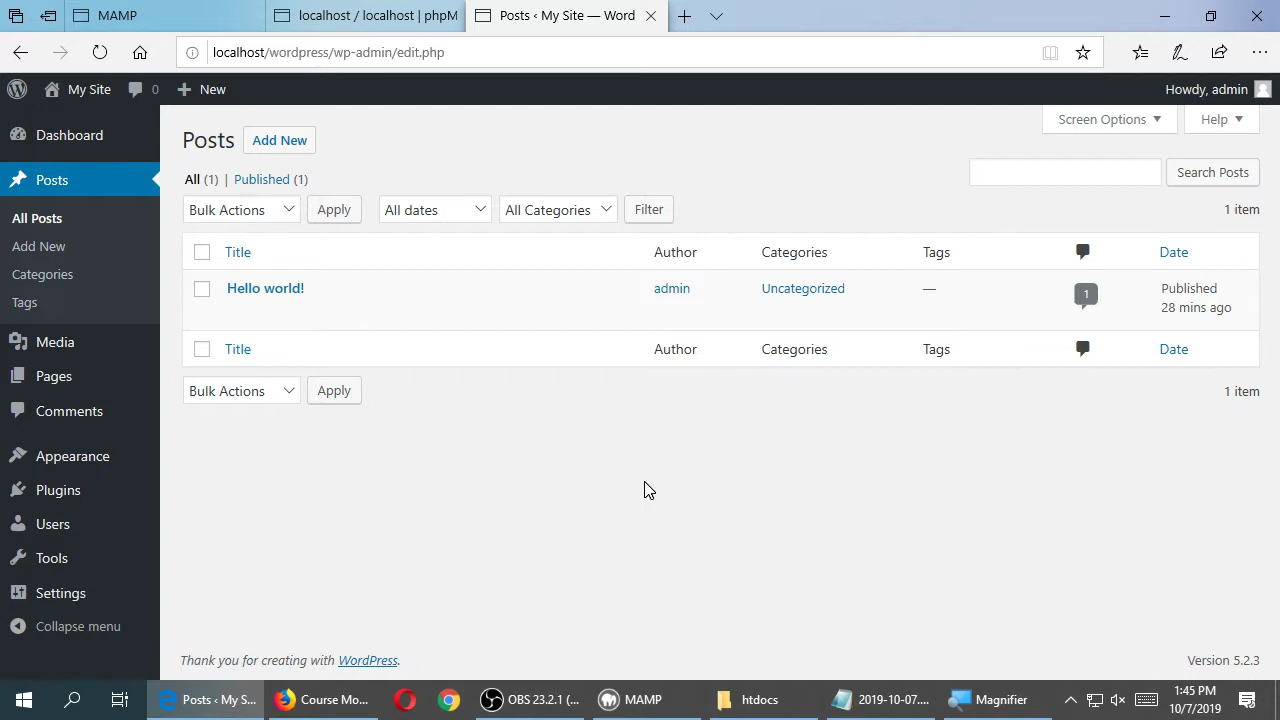 MAMP
localhost / localhost | phpM
Posts ‹ My Site — Word
localhost/wordpress/wp-admin/edit.php
My Site
0
New
Howdy, admin
Dashboard
Posts
All Posts
Add New
Categories
Tags
Media
Pages
Comments
Appearance
Plugins
Users
Tools
Settings
Collapse menu
Screen Options
Help
Posts
Add New
All (1) | Published (1)
Search Posts
Bulk Actions
Apply
All dates
All Categories
Filter
1 item
Title
Author
Categories
Tags
Date
Hello world!
admin
Uncategorized
—
1
Published
28 mins ago
Title
Author
Categories
Tags
Date
Bulk Actions
Apply
1 item
Thank you for creating with WordPress.
Version 5.2.3
Posts ‹ My S...
Course Mo...
OBS 23.2.1 (...
MAMP
htdocs
2019-10-07....
Magnifier
1:45 PM
10/7/2019